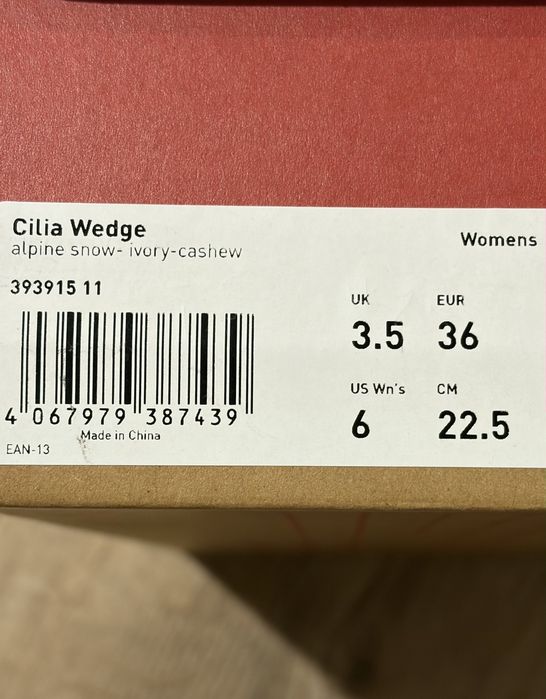 Cilia Wedge
alpine snow- ivory-cashew
Womens
393915 11
UK EUR
3.5 36
US Wn's CM
6 22.5
4 067979 387439
Made in China
EAN-13